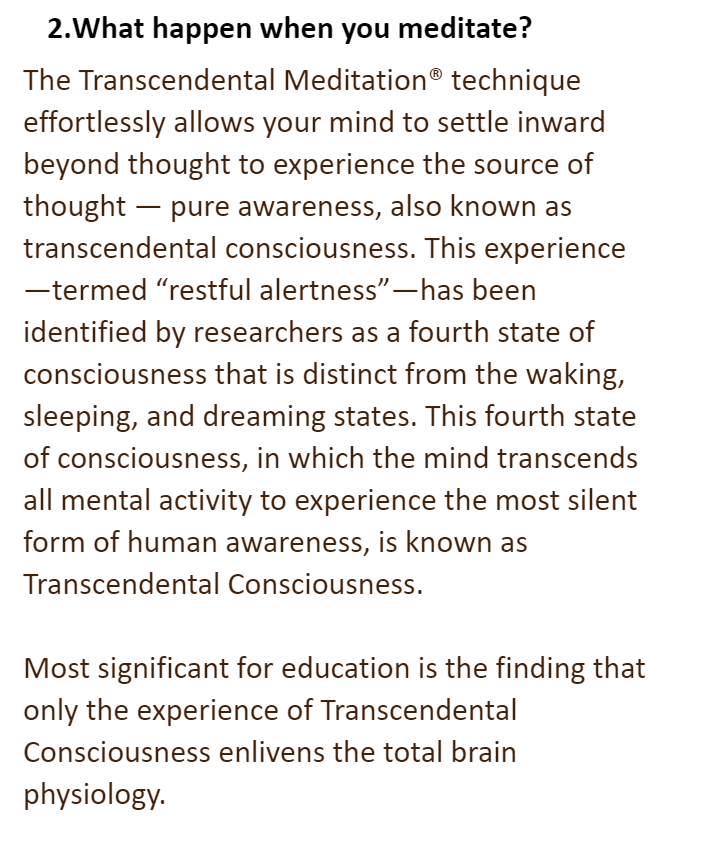 2.What happen when you meditate?
The Transcendental Meditation® technique
effortlessly allows your mind to settle inward
beyond thought to experience the source of
thought — pure awareness, also known as
transcendental consciousness. This experience
—termed “restful alertness”—has been
identified by researchers as a fourth state of
consciousness that is distinct from the waking,
sleeping, and dreaming states. This fourth state
of consciousness, in which the mind transcends
all mental activity to experience the most silent
form of human awareness, is known as
Transcendental Consciousness.
Most significant for education is the finding that
only the experience of Transcendental
Consciousness enlivens the total brain
physiology.